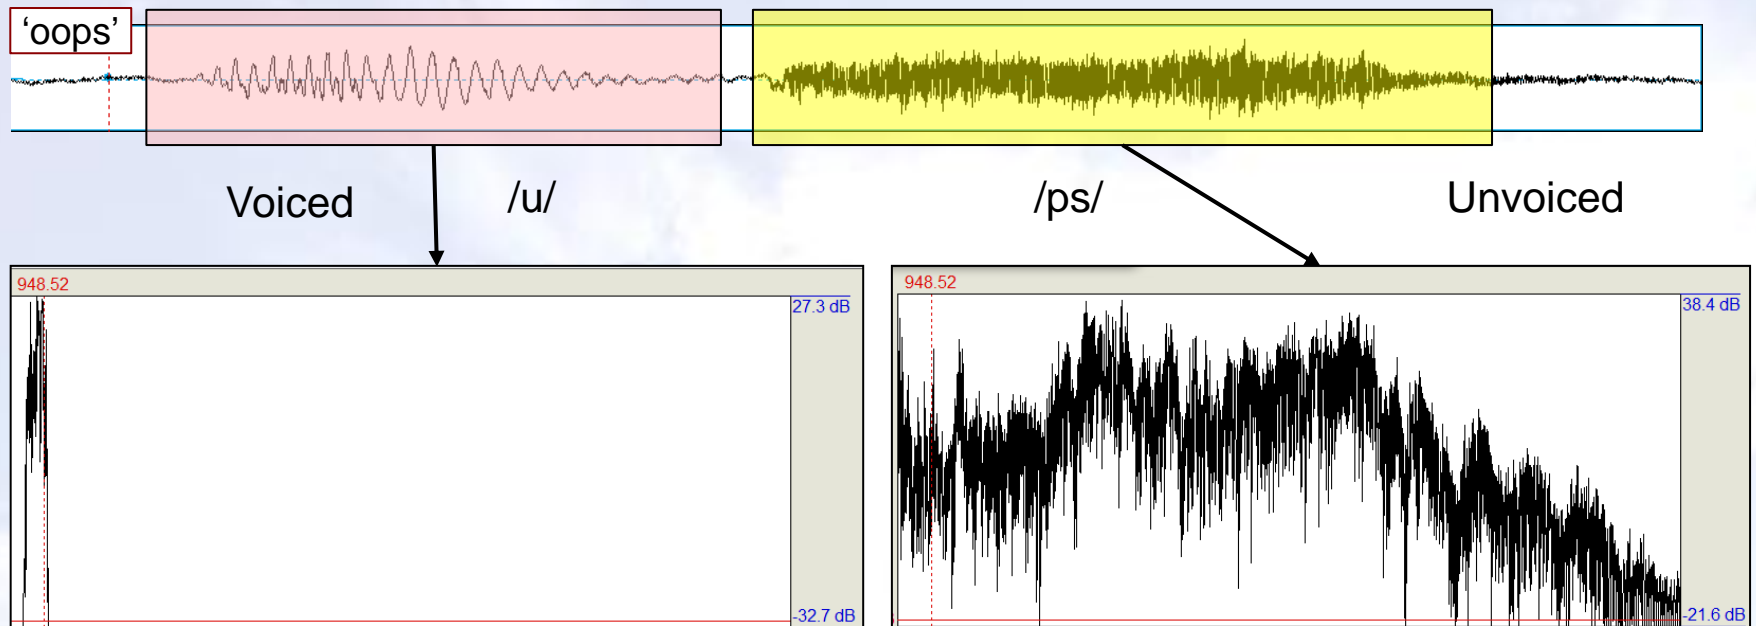 ‘oops’
Voiced
/u/
/ps/
Unvoiced
948.52
27.3 dB
-32.7 dB
948.52
38.4 dB
-21.6 dB